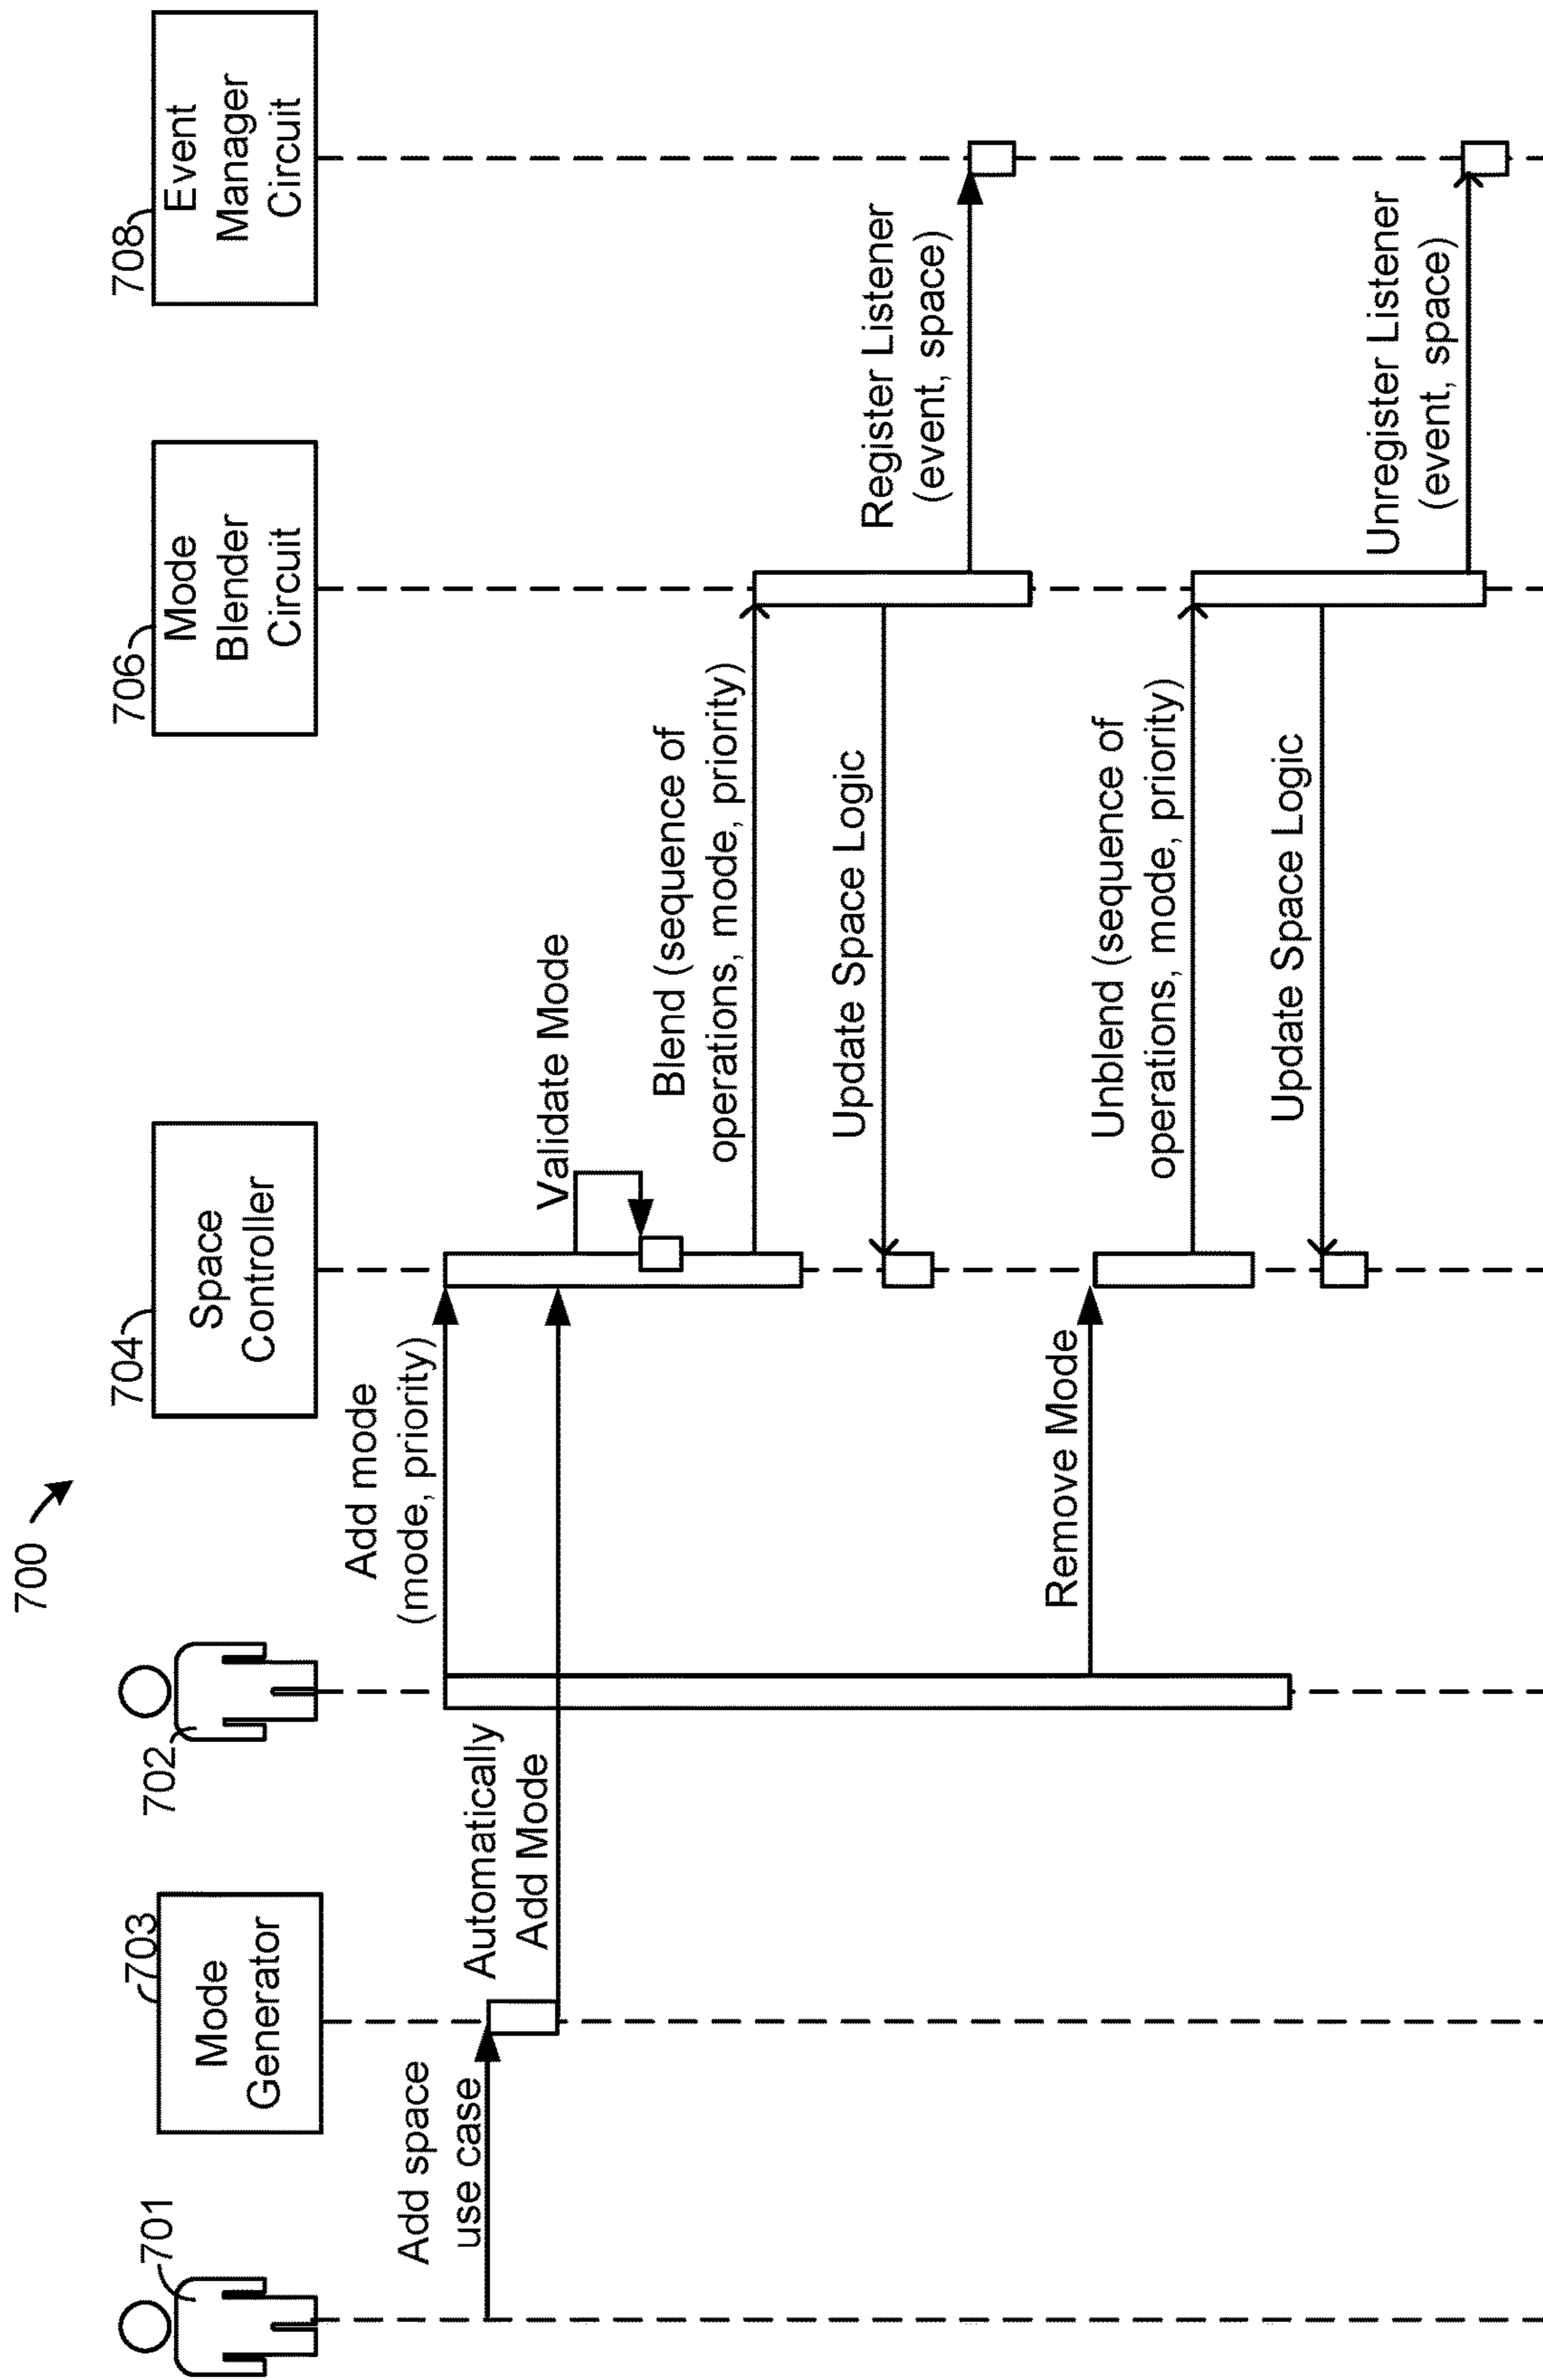 700
701
703
702
704
706
708
Mode
Generator
Space
Controller
Mode
Blender
Circuit
Event
Manager
Circuit
Add mode
(mode, priority)
Add space
use case
Automatically
Add Mode
Validate Mode
Blend (sequence of
operations, mode, priority)
Update Space Logic
Register Listener
(event, space)
Remove Mode
Unblend (sequence of
operations, mode, priority)
Update Space Logic
Unregister Listener
(event, space)